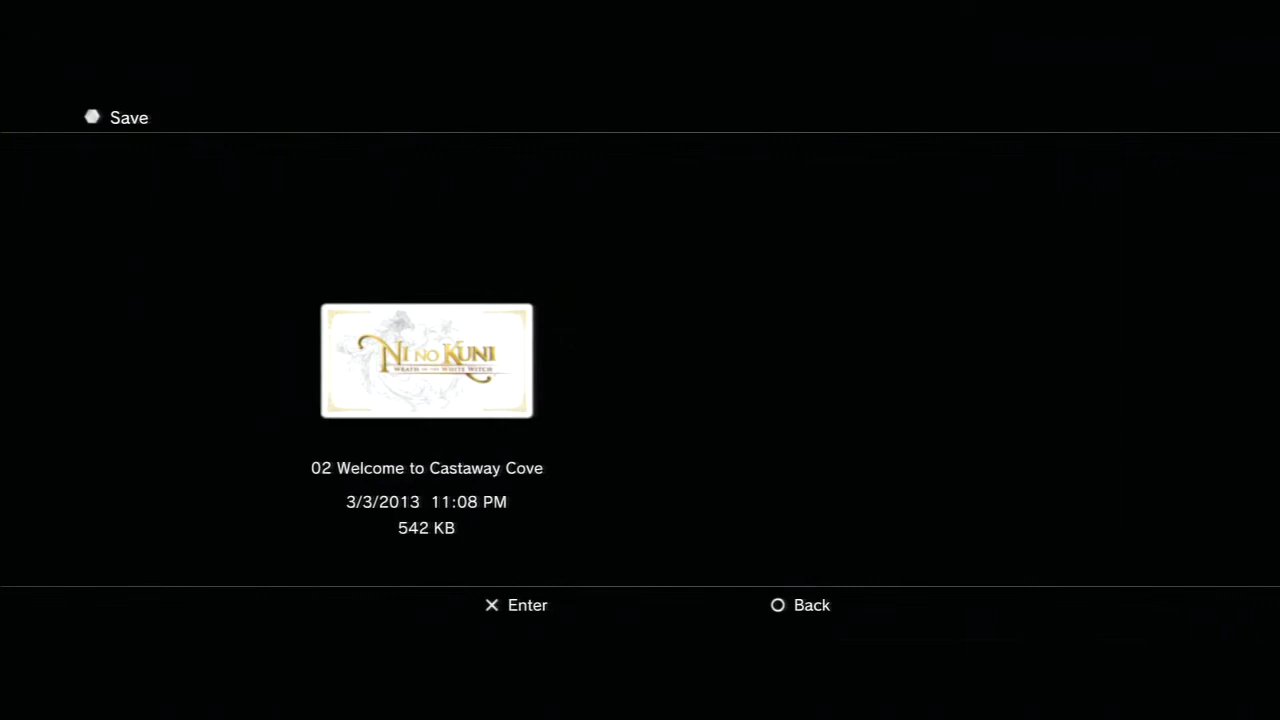 Save
NI NO KUNI
WRATH OF THE WHITE WITCH
02 Welcome to Castaway Cove
3/3/2013 11:08 PM
542 KB
Enter
Back